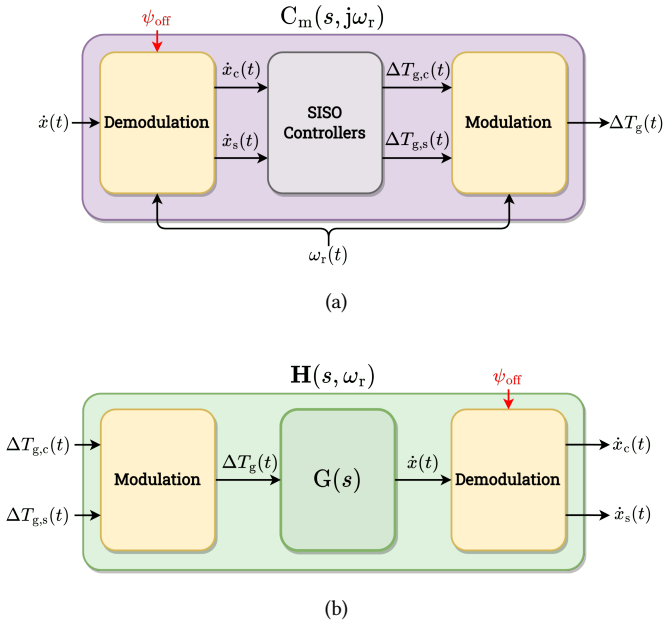 C_m(s, jω_r)
ψ_off
ẋ(t)
Demodulation
ẋ_c(t)
ẋ_s(t)
SISO
Controllers
ΔT_g,c(t)
ΔT_g,s(t)
Modulation
ΔT_g(t)
ω_r(t)
(a)
H(s, ω_r)
ψ_off
ΔT_g,c(t)
ΔT_g,s(t)
Modulation
ΔT_g(t)
G(s)
ẋ(t)
Demodulation
ẋ_c(t)
ẋ_s(t)
(b)